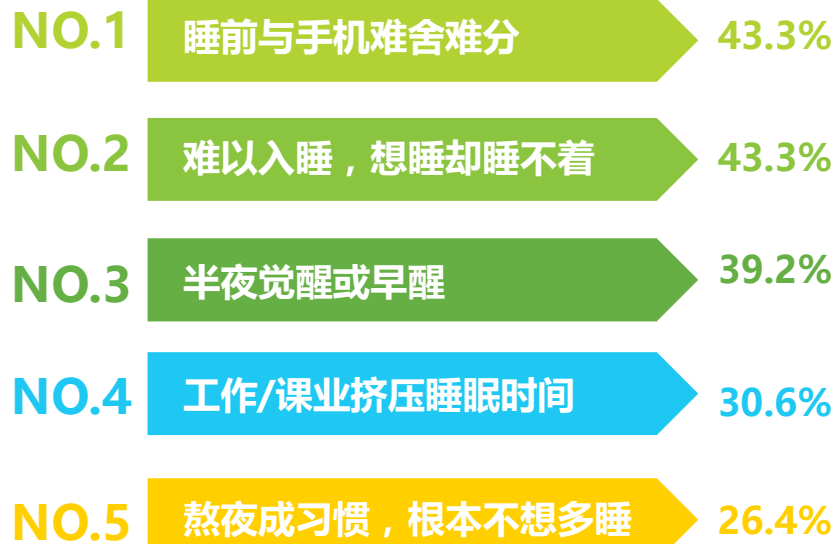 NO.1 睡前与手机难舍难分 43.3%
NO.2 难以入睡，想睡却睡不着 43.3%
NO.3 半夜觉醒或早醒 39.2%
NO.4 工作/课业挤压睡眠时间 30.6%
NO.5 熬夜成习惯，根本不想多睡 26.4%